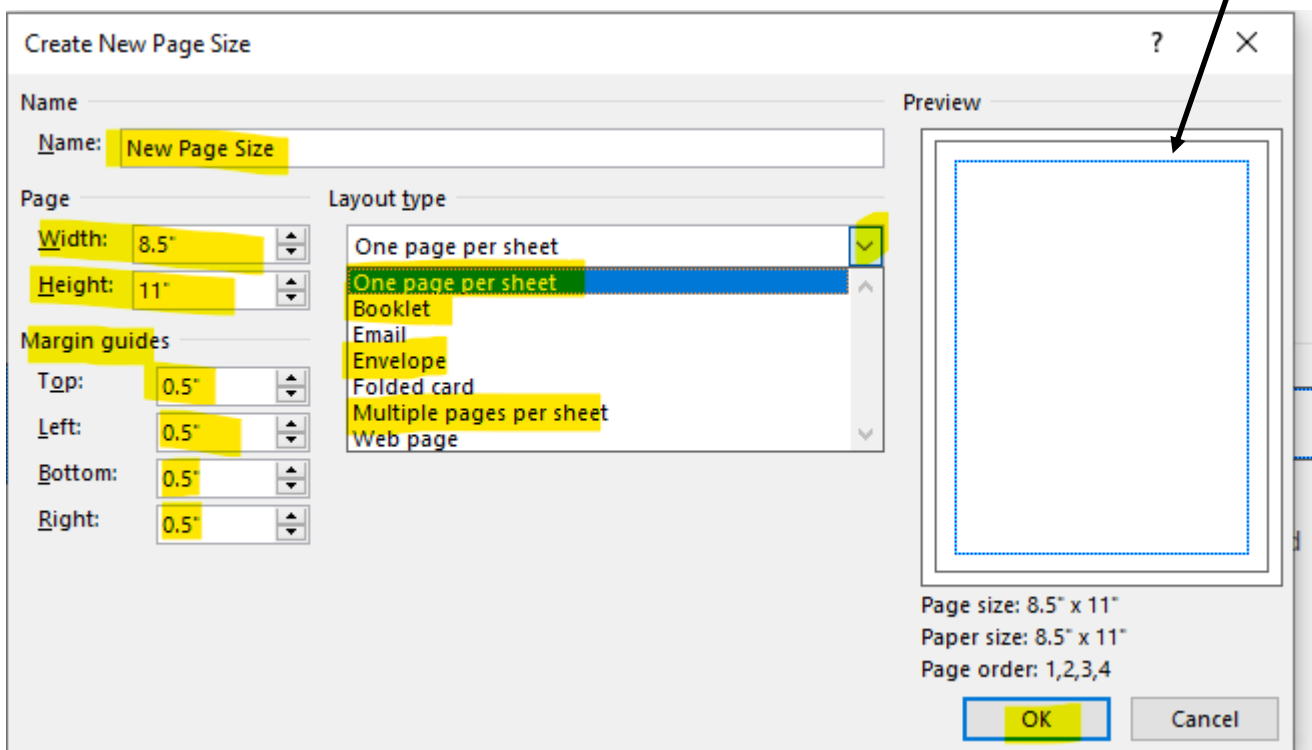 Create New Page Size
?
Name
Name: New Page Size
Page
Width: 8.5"
Height: 11"
Margin guides
Top: 0.5"
Left: 0.5"
Bottom: 0.5"
Right: 0.5"
Layout type
One page per sheet
One page per sheet
Booklet
Email
Envelope
Folded card
Multiple pages per sheet
Web page
Preview
Page size: 8.5" x 11"
Paper size: 8.5" x 11"
Page order: 1,2,3,4
OK
Cancel